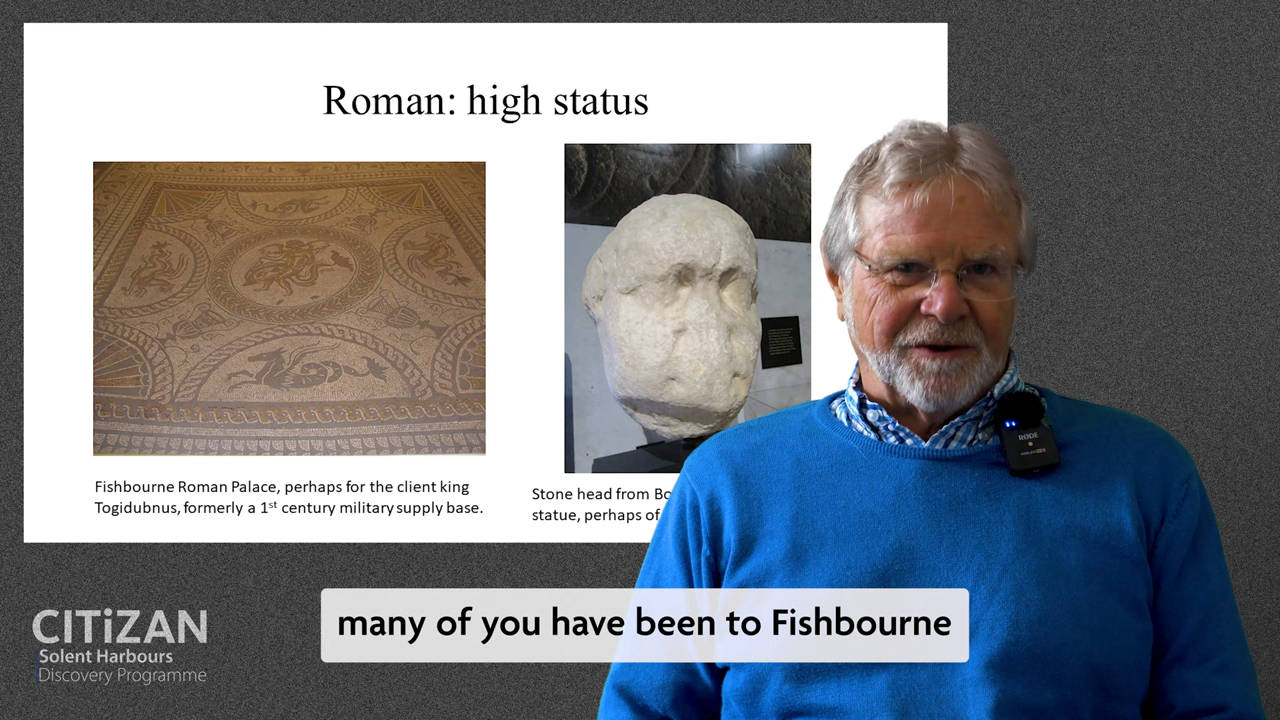 Roman: high status
Fishbourne Roman Palace, perhaps for the client king
Togidubnus, formerly a 1st century military supply base.
Stone head from
statue, perhaps of
RØDE
many of you have been to Fishbourne
CITiZAN
Solent Harbours
Discovery Programme